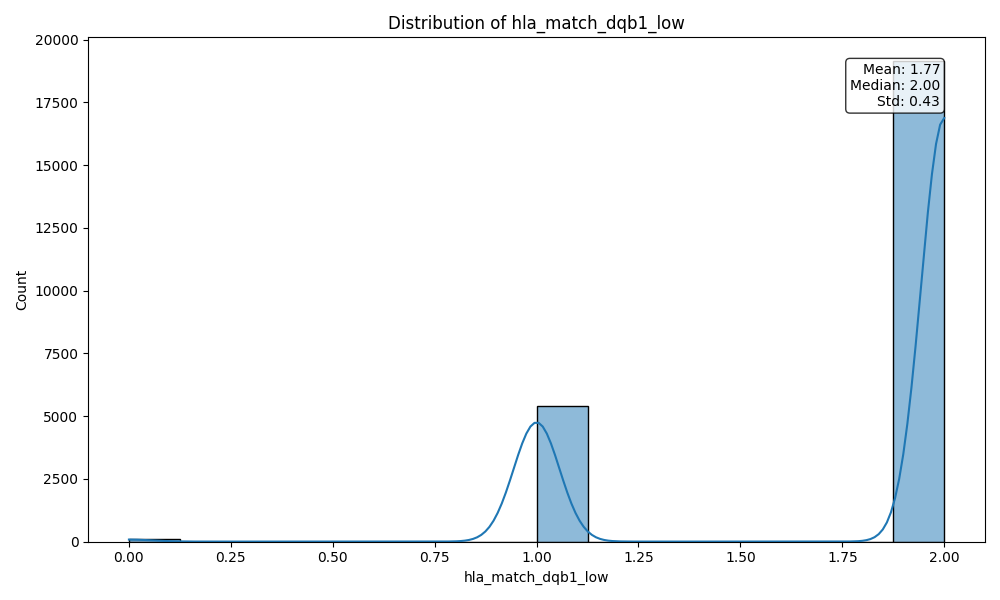 Distribution of hla_match_dqb1_low
20000
17500
15000
12500
10000
7500
5000
2500
0
Count
Mean: 1.77
Median: 2.00
Std: 0.43
0.00 0.25 0.50 0.75 1.00 1.25 1.50 1.75 2.00
hla_match_dqb1_low